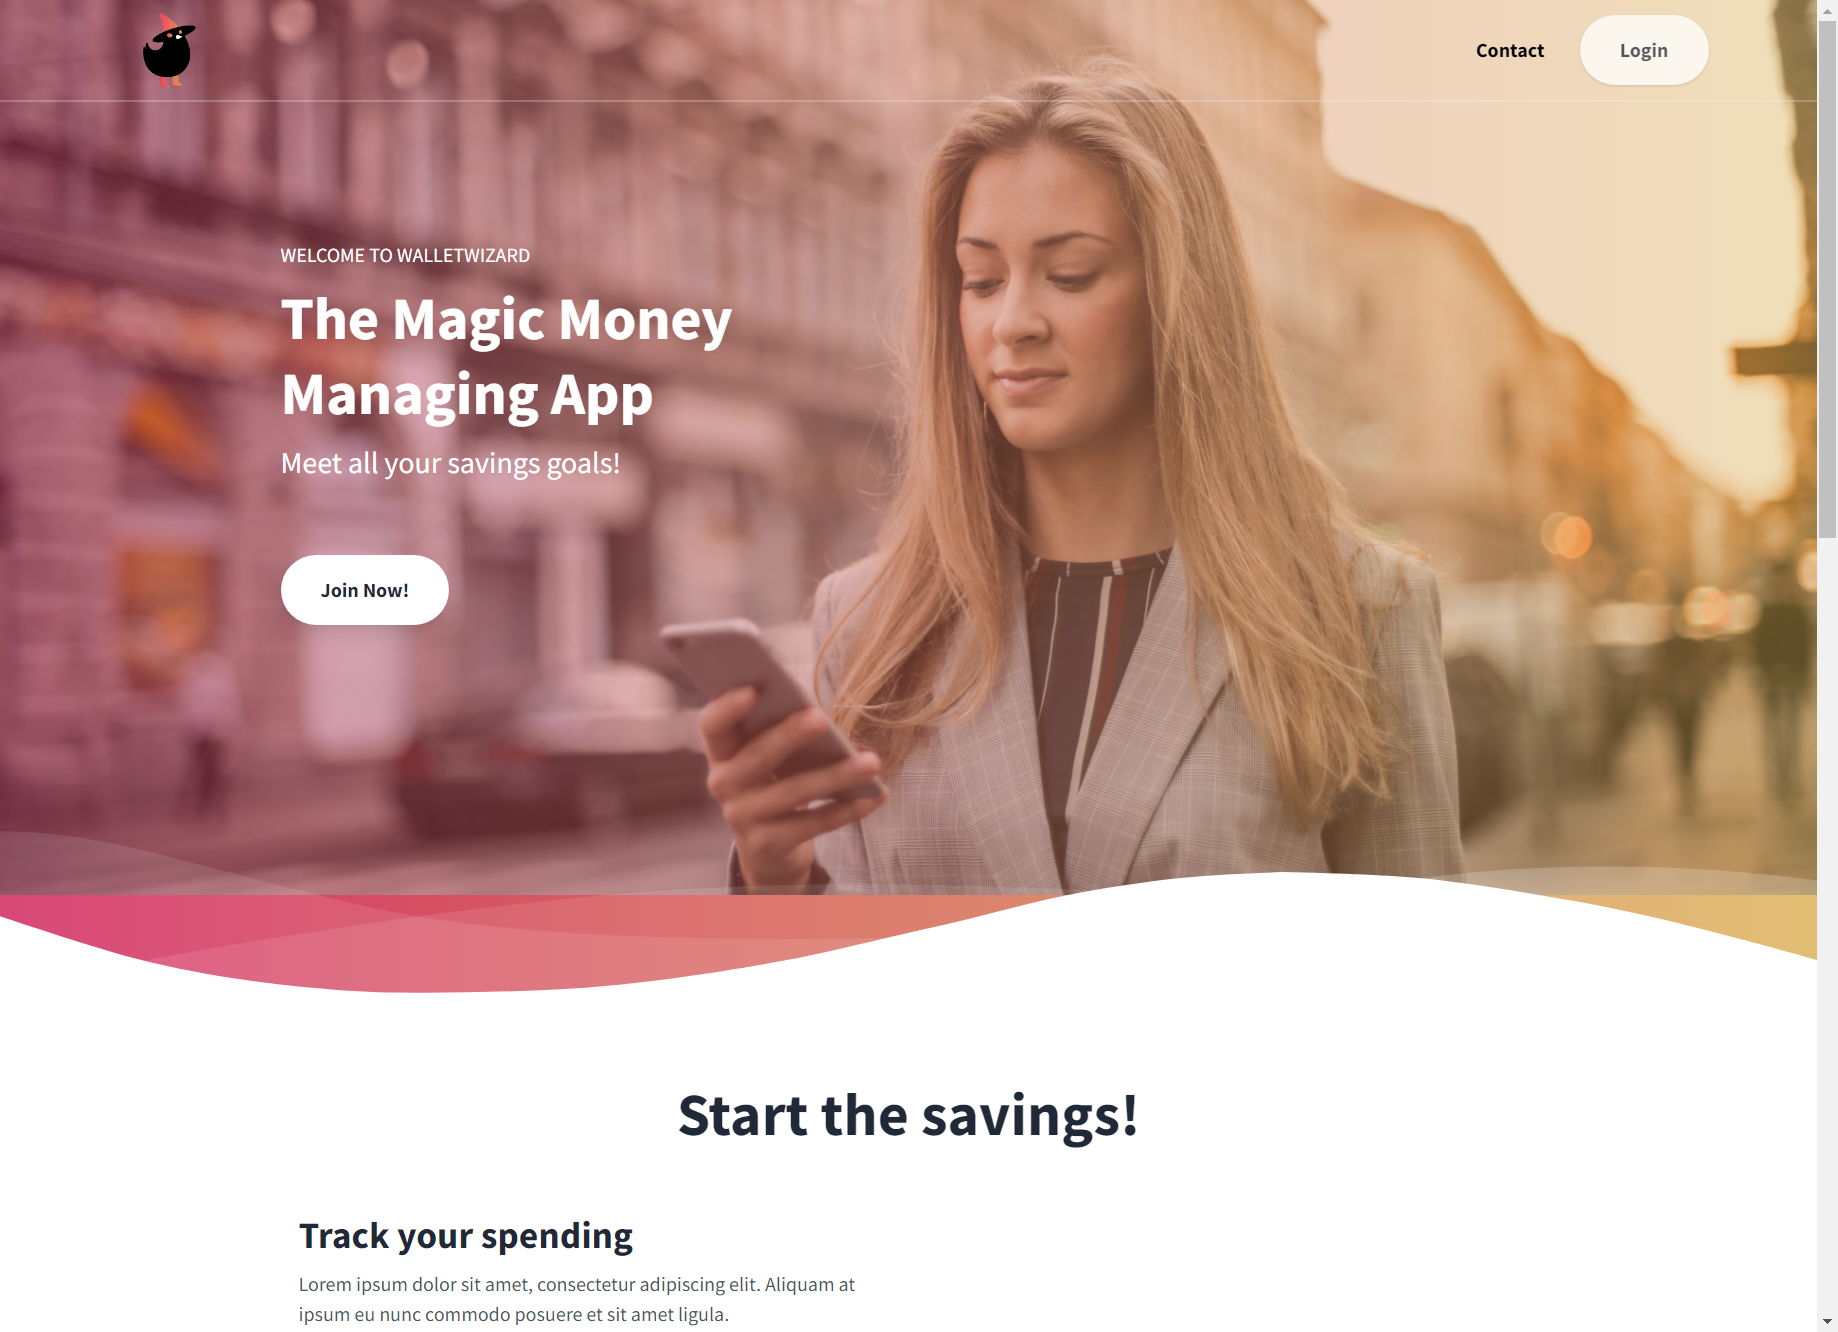 Contact
Login
WELCOME TO WALLETWIZARD
The Magic Money
Managing App
Meet all your savings goals!
Join Now!
Start the savings!
Track your spending
Lorem ipsum dolor sit amet, consectetur adipiscing elit. Aliquam at
ipsum eu nunc commodo posuere et sit amet ligula.